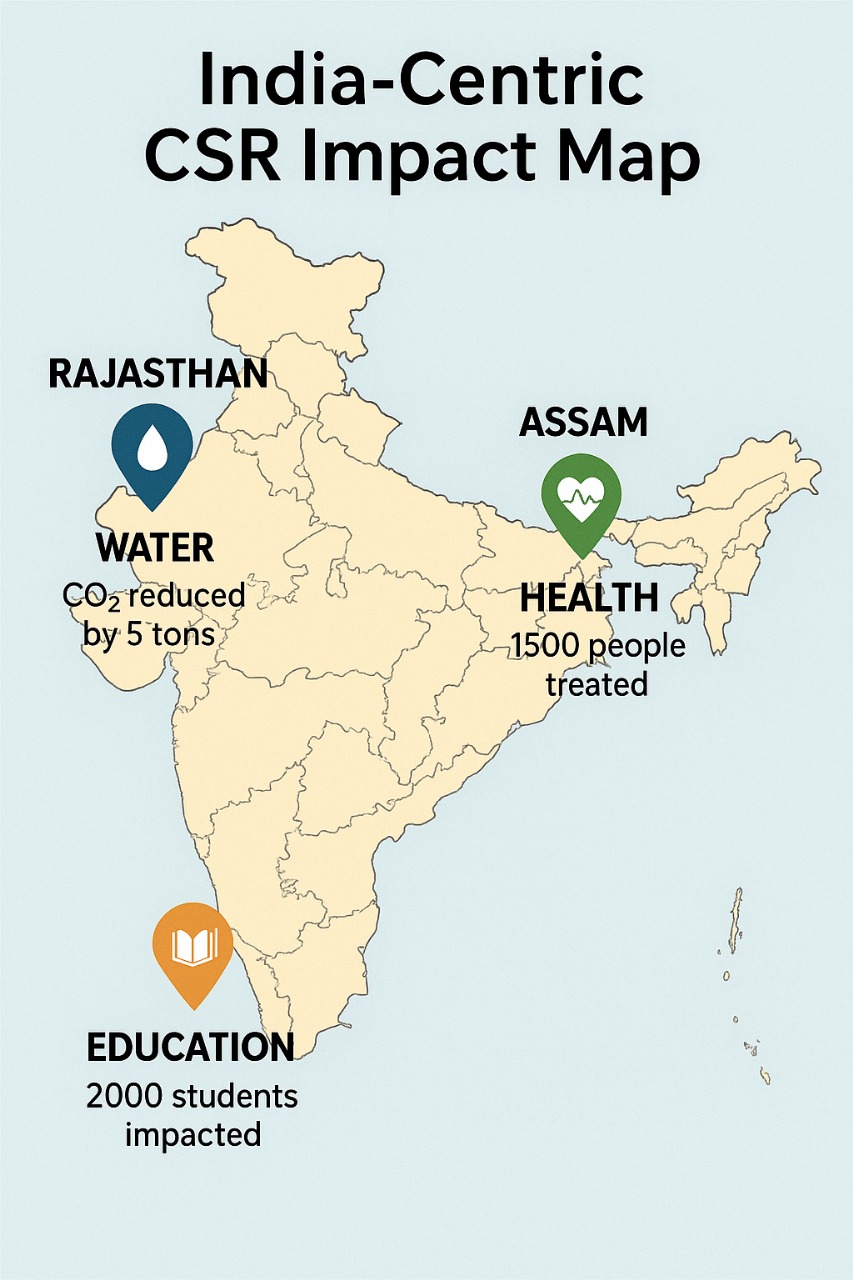 India-Centric
CSR Impact Map
RAJASTHAN
WATER
CO₂ reduced
by 5 tons
ASSAM
HEALTH
1500 people
treated
EDUCATION
2000 students
impacted